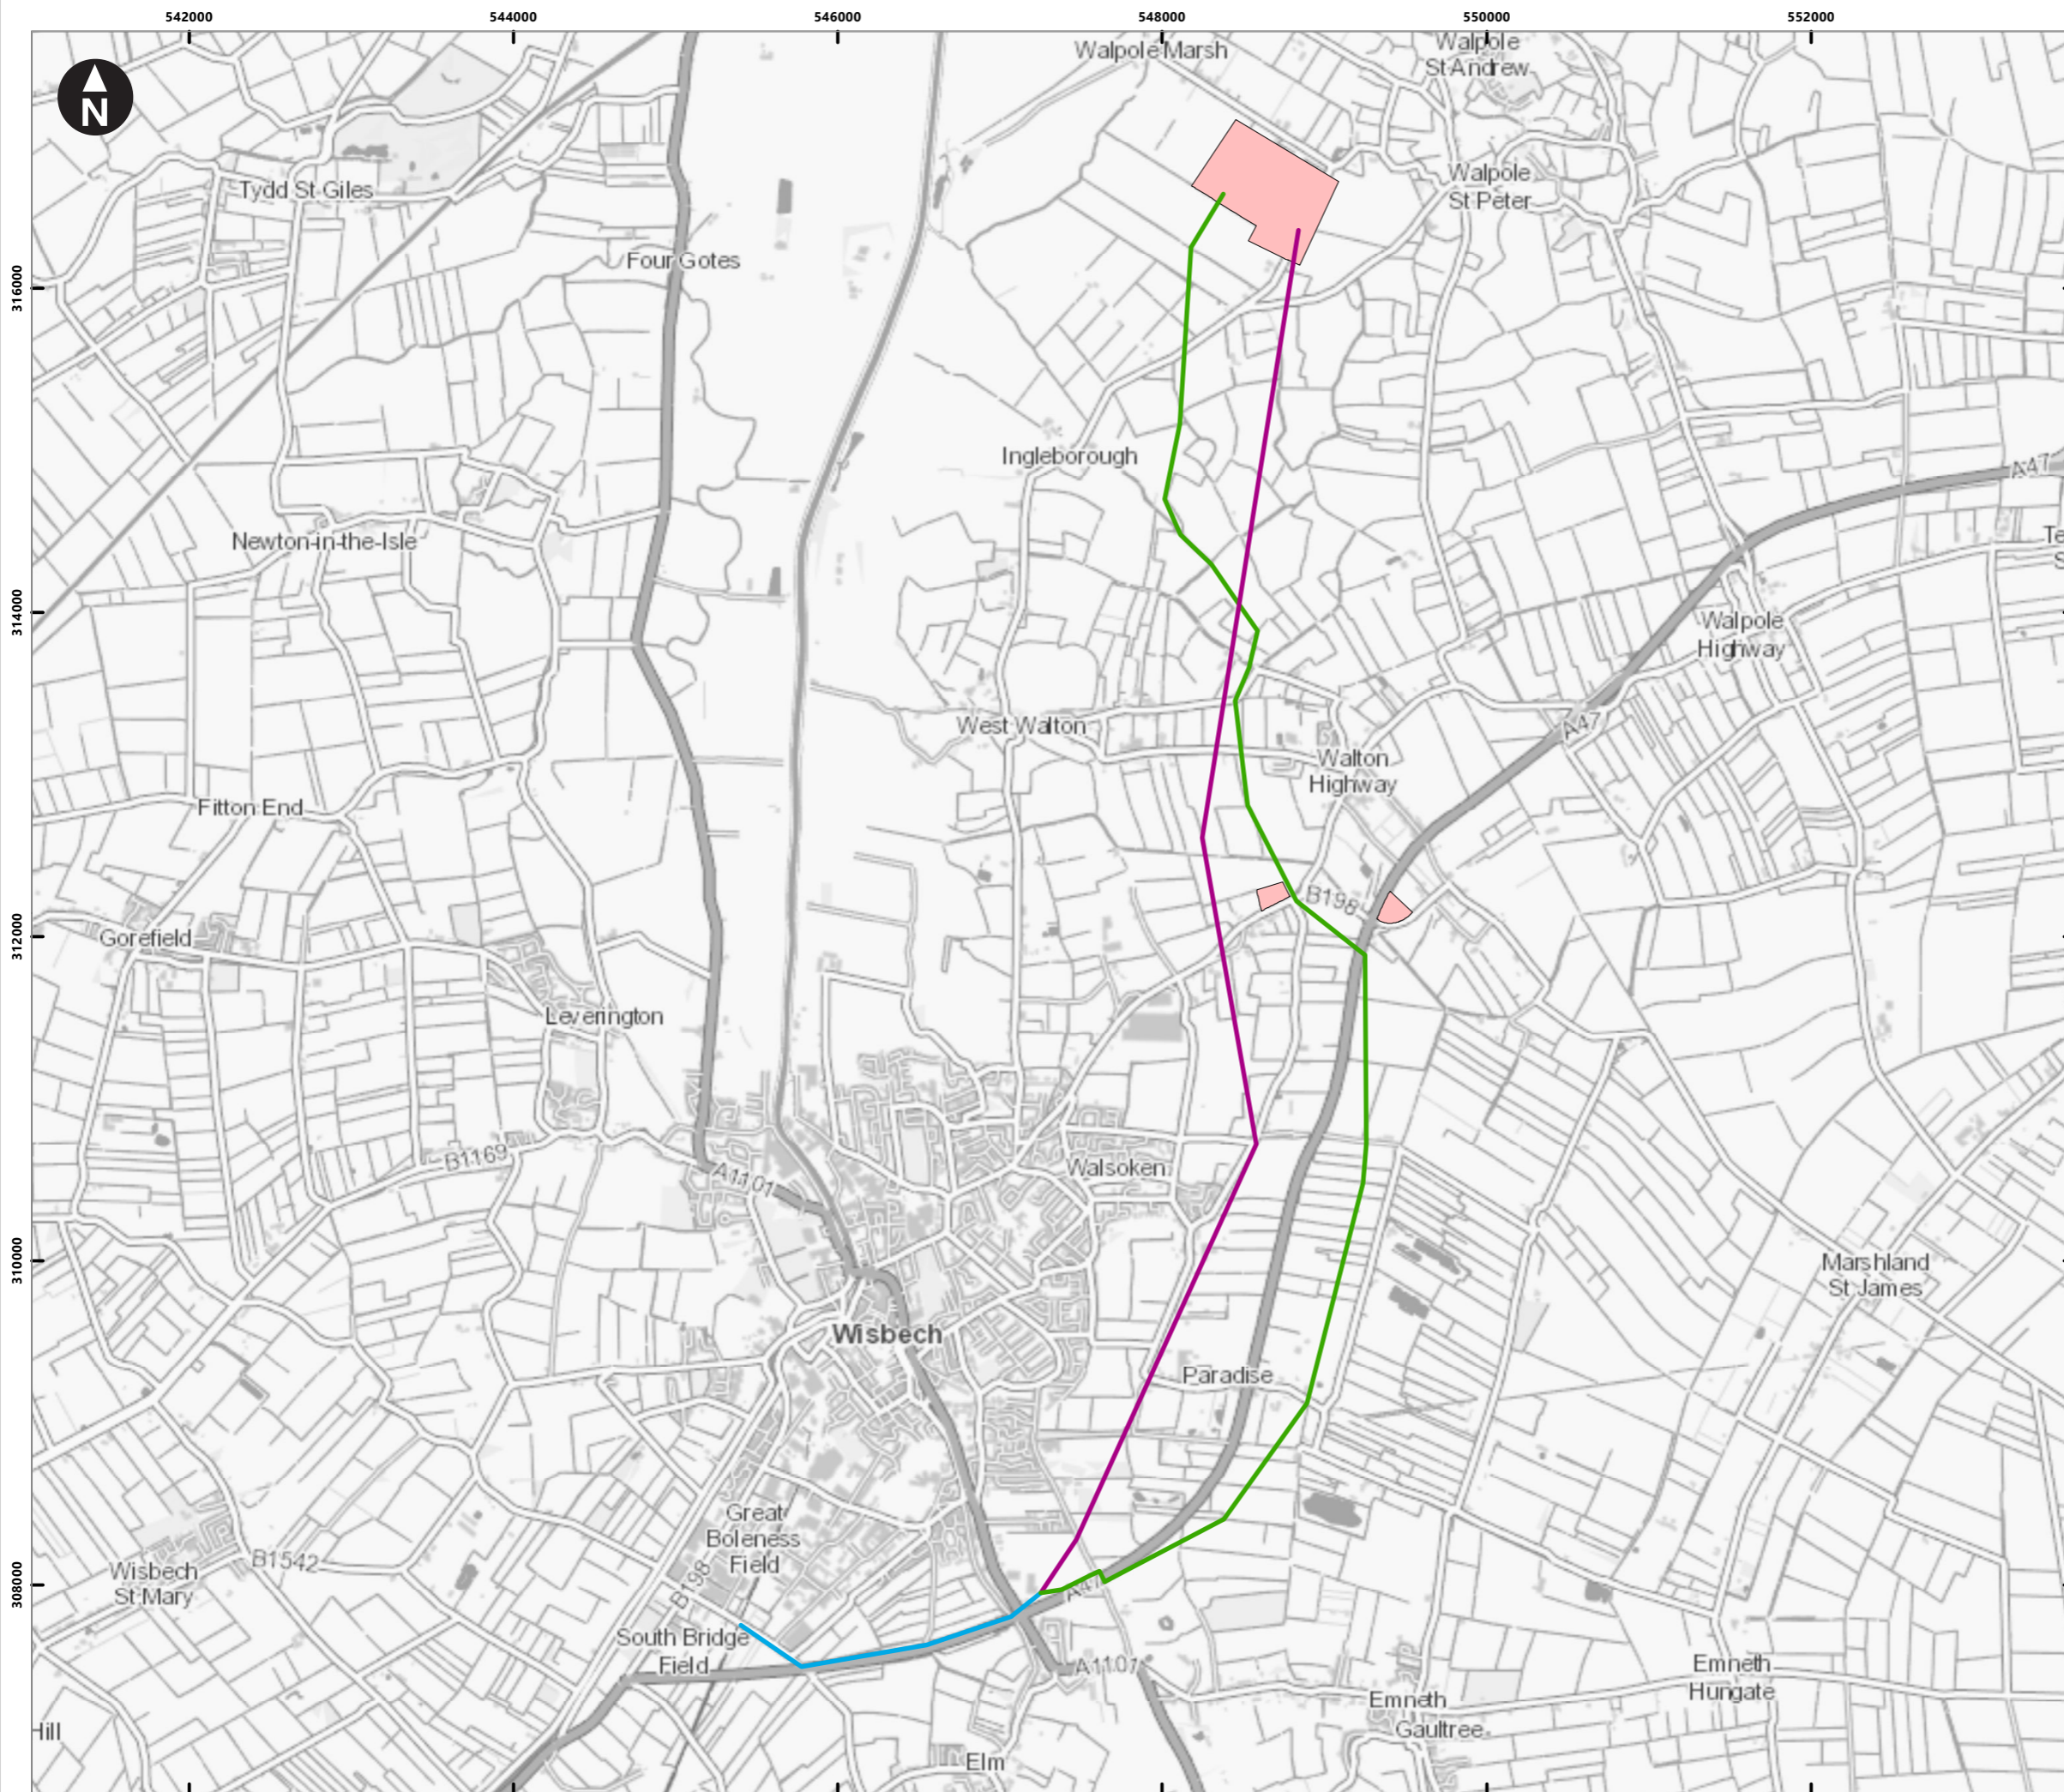 542000
544000
546000
548000
550000
552000
N
Walpole Marsh
Walpole
St Andrew
Walpole
St Peter
Tydd St Giles
Four Gotes
316000
Ingleborough
A47
Newton-in-the-Isle
Te
S
314000
Walpole
Highway
West Walton
A47
Walton
Highway
Fitton End
B198
312000
Gorefield
Leverington
B1169
A1101
Walsoken
310000
Marshland
St James
Wisbech
Paradise
Great
Boleness
Field
B1542
Wisbech
St Mary
308000
B198
A47
South Bridge
Field
A1101
Emneth
Hungate
Emneth
Gaultree
Hill
Elm